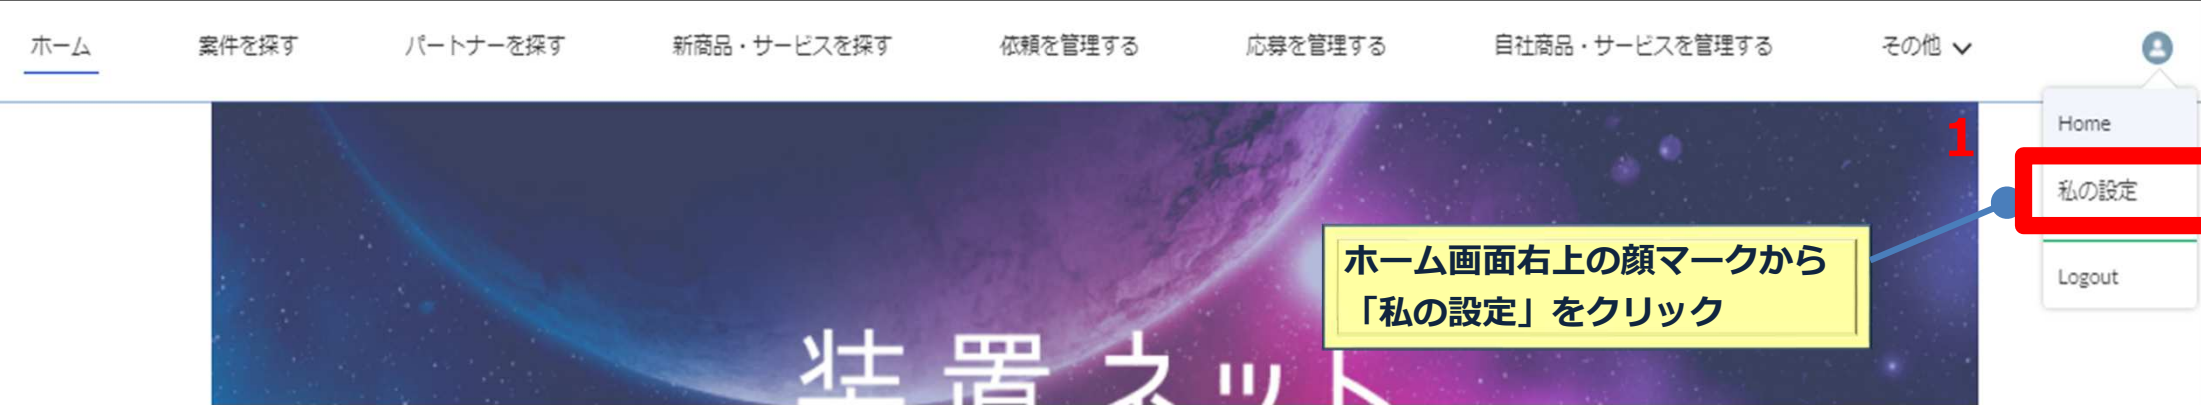 ホーム 案件を探す パートナーを探す 新商品・サービスを探す 依頼を管理する 応募を管理する 自社商品・サービスを管理する その他
Home
1
私の設定
ホーム画面右上の顔マークから
「私の設定」をクリック
Logout
装置ネット